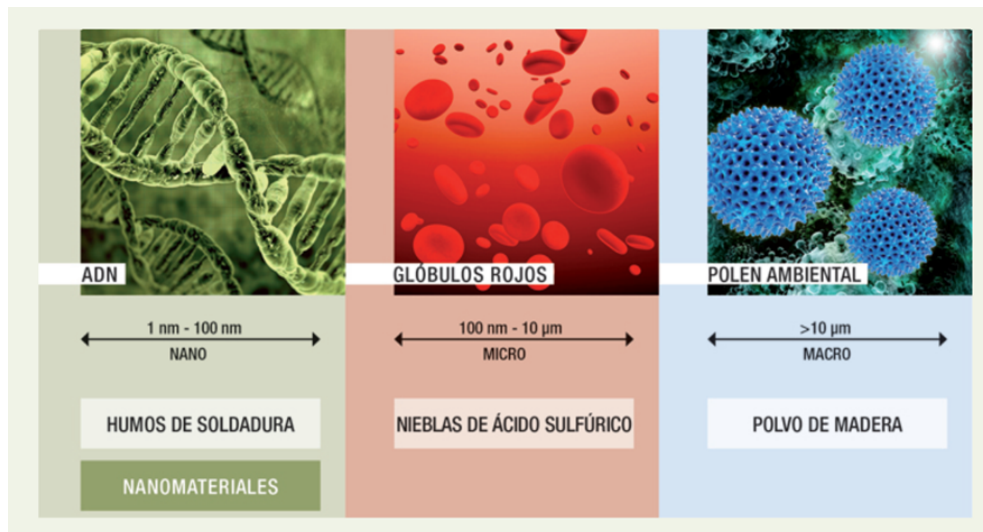 ADN
GLÓBULOS ROJOS
POLEN AMBIENTAL
1 nm - 100 nm
NANO
100 nm - 10 µm
MICRO
>10 µm
MACRO
HUMOS DE SOLDADURA
NIEBLAS DE ÁCIDO SULFÚRICO
POLVO DE MADERA
NANOMATERIALES